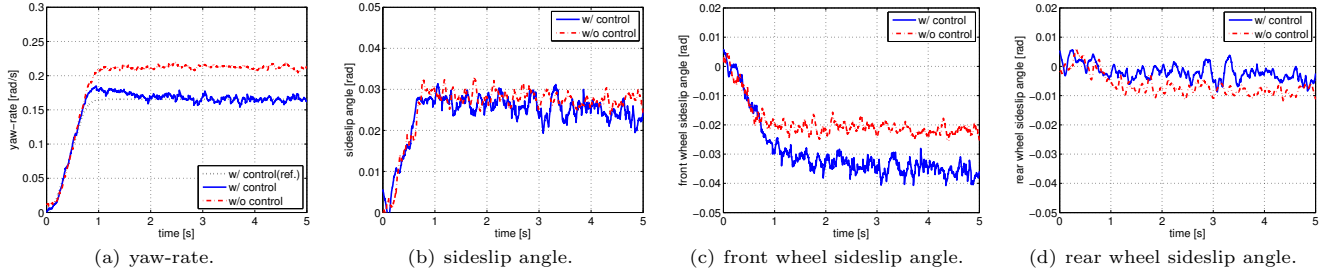 0.3
0.25
0.2
0.15
0.1
0.05
0
yaw-rate [rad/s]
w/ control(ref.)
w/ control
w/o control
0 1 2 3 4 5
time [s]
(a) yaw-rate.
0.05
0.04
0.03
0.02
0.01
0
sideslip angle [rad]
w/ control
w/o control
0 1 2 3 4 5
time [s]
(b) sideslip angle.
0.02
0.01
0
−0.01
−0.02
−0.03
−0.04
−0.05
front wheel sideslip angle [rad]
w/ control
w/o control
0 1 2 3 4 5
time [s]
(c) front wheel sideslip angle.
0.02
0.01
0
−0.01
−0.02
−0.03
−0.04
−0.05
rear wheel sideslip angle [rad]
w/ control
w/o control
0 1 2 3 4 5
time [s]
(d) rear wheel sideslip angle.